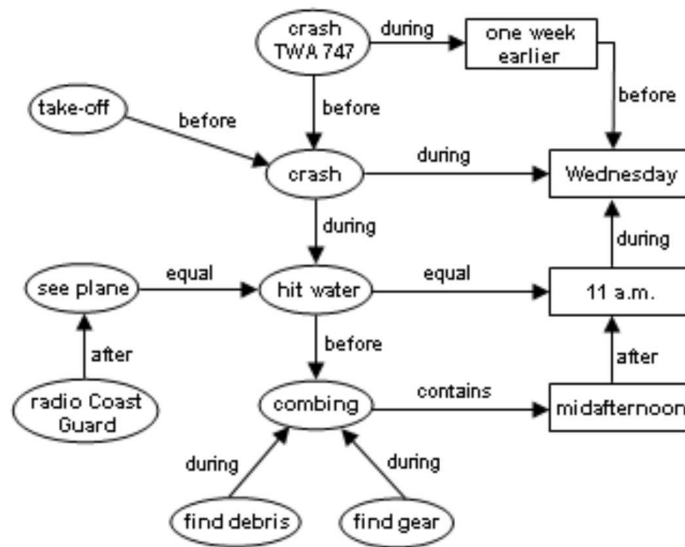 crash
TWA 747
during
one week
earlier
take-off
before
before
before
crash
during
Wednesday
during
during
see plane
equal
hit water
equal
11 a.m.
after
before
after
radio Coast
Guard
combing
contains
midafternoon
during
during
find debris
find gear